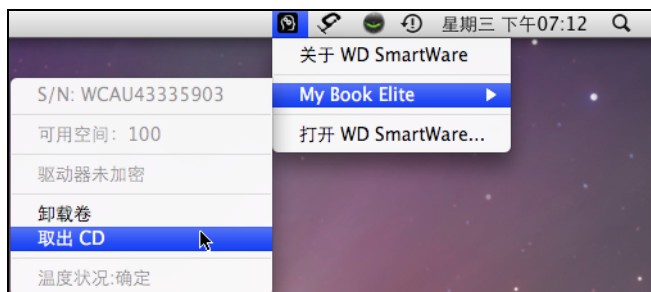 星期三 下午07:12
关于 WD SmartWare
My Book Elite
打开 WD SmartWare...
S/N: WCAU43335903
可用空间：100
驱动器未加密
卸载卷
取出 CD
温度状况:确定